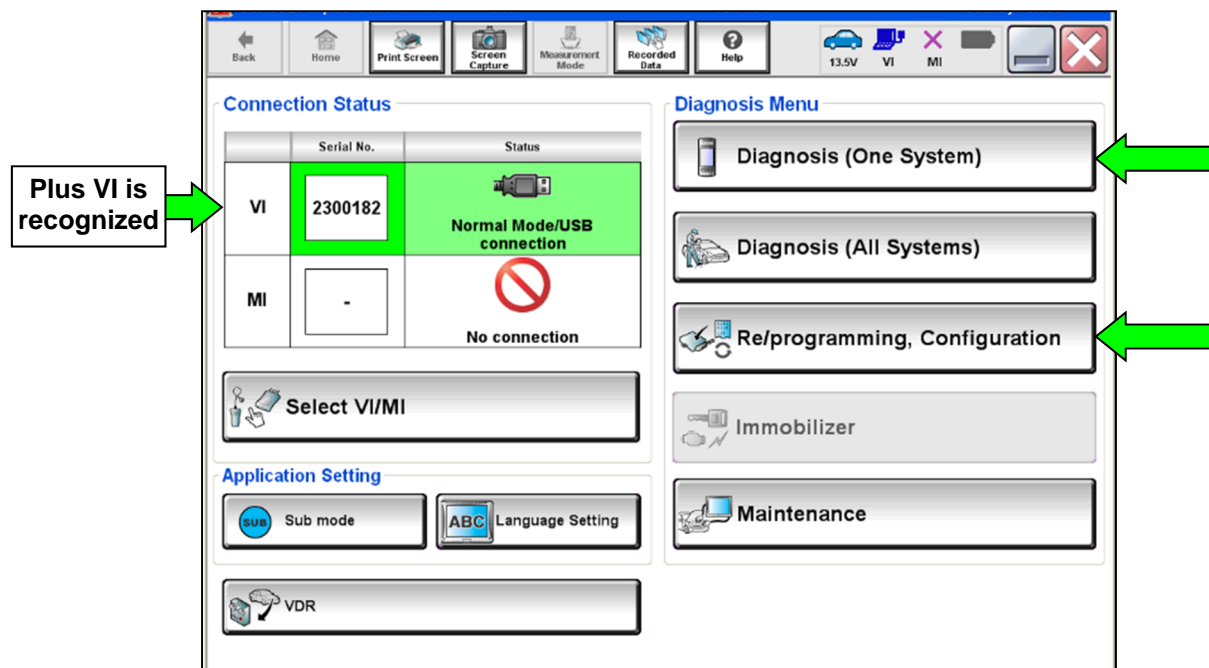 Back
Home
Print Screen
Screen
Capture
Measurement
Mode
Recorded
Data
Help
13.5V
VI
MI
Connection Status
Serial No.
Status
Plus VI is
recognized
VI
2300182
Normal Mode/USB
connection
MI
-
No connection
Select VI/MI
Application Setting
SUB
Sub mode
ABC
Language Setting
VDR
Diagnosis Menu
Diagnosis (One System)
Diagnosis (All Systems)
Re/programming, Configuration
Immobilizer
Maintenance